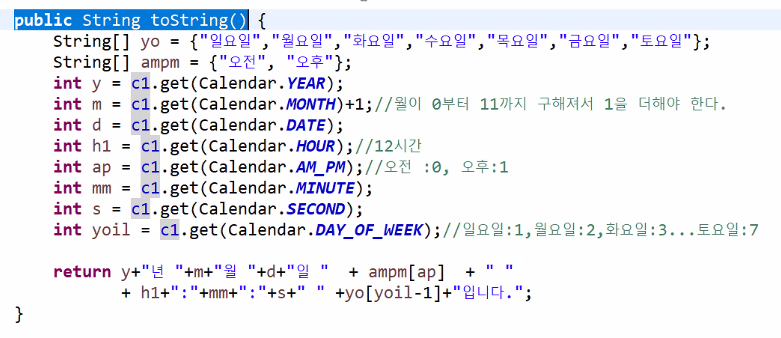 public String toString() {
String[] yo = {"일요일","월요일","화요일","수요일","목요일","금요일","토요일"};
String[] ampm = {"오전", "오후"};
int y = c1.get(Calendar.YEAR);
int m = c1.get(Calendar.MONTH)+1;//월이 0부터 11까지 구해져서 1을 더해야 한다.
int d = c1.get(Calendar.DATE);
int h1 = c1.get(Calendar.HOUR);//12시간
int ap = c1.get(Calendar.AM_PM);//오전 :0, 오후:1
int mm = c1.get(Calendar.MINUTE);
int s = c1.get(Calendar.SECOND);
int yoil = c1.get(Calendar.DAY_OF_WEEK);//일요일:1,월요일:2,화요일:3...토요일:7
return y+"년 "+m+"월 "+d+"일 "  + ampm[ap]  + " "
+ h1+":"+mm+":"+s+" " +yo[yoil-1]+"입니다.";
}